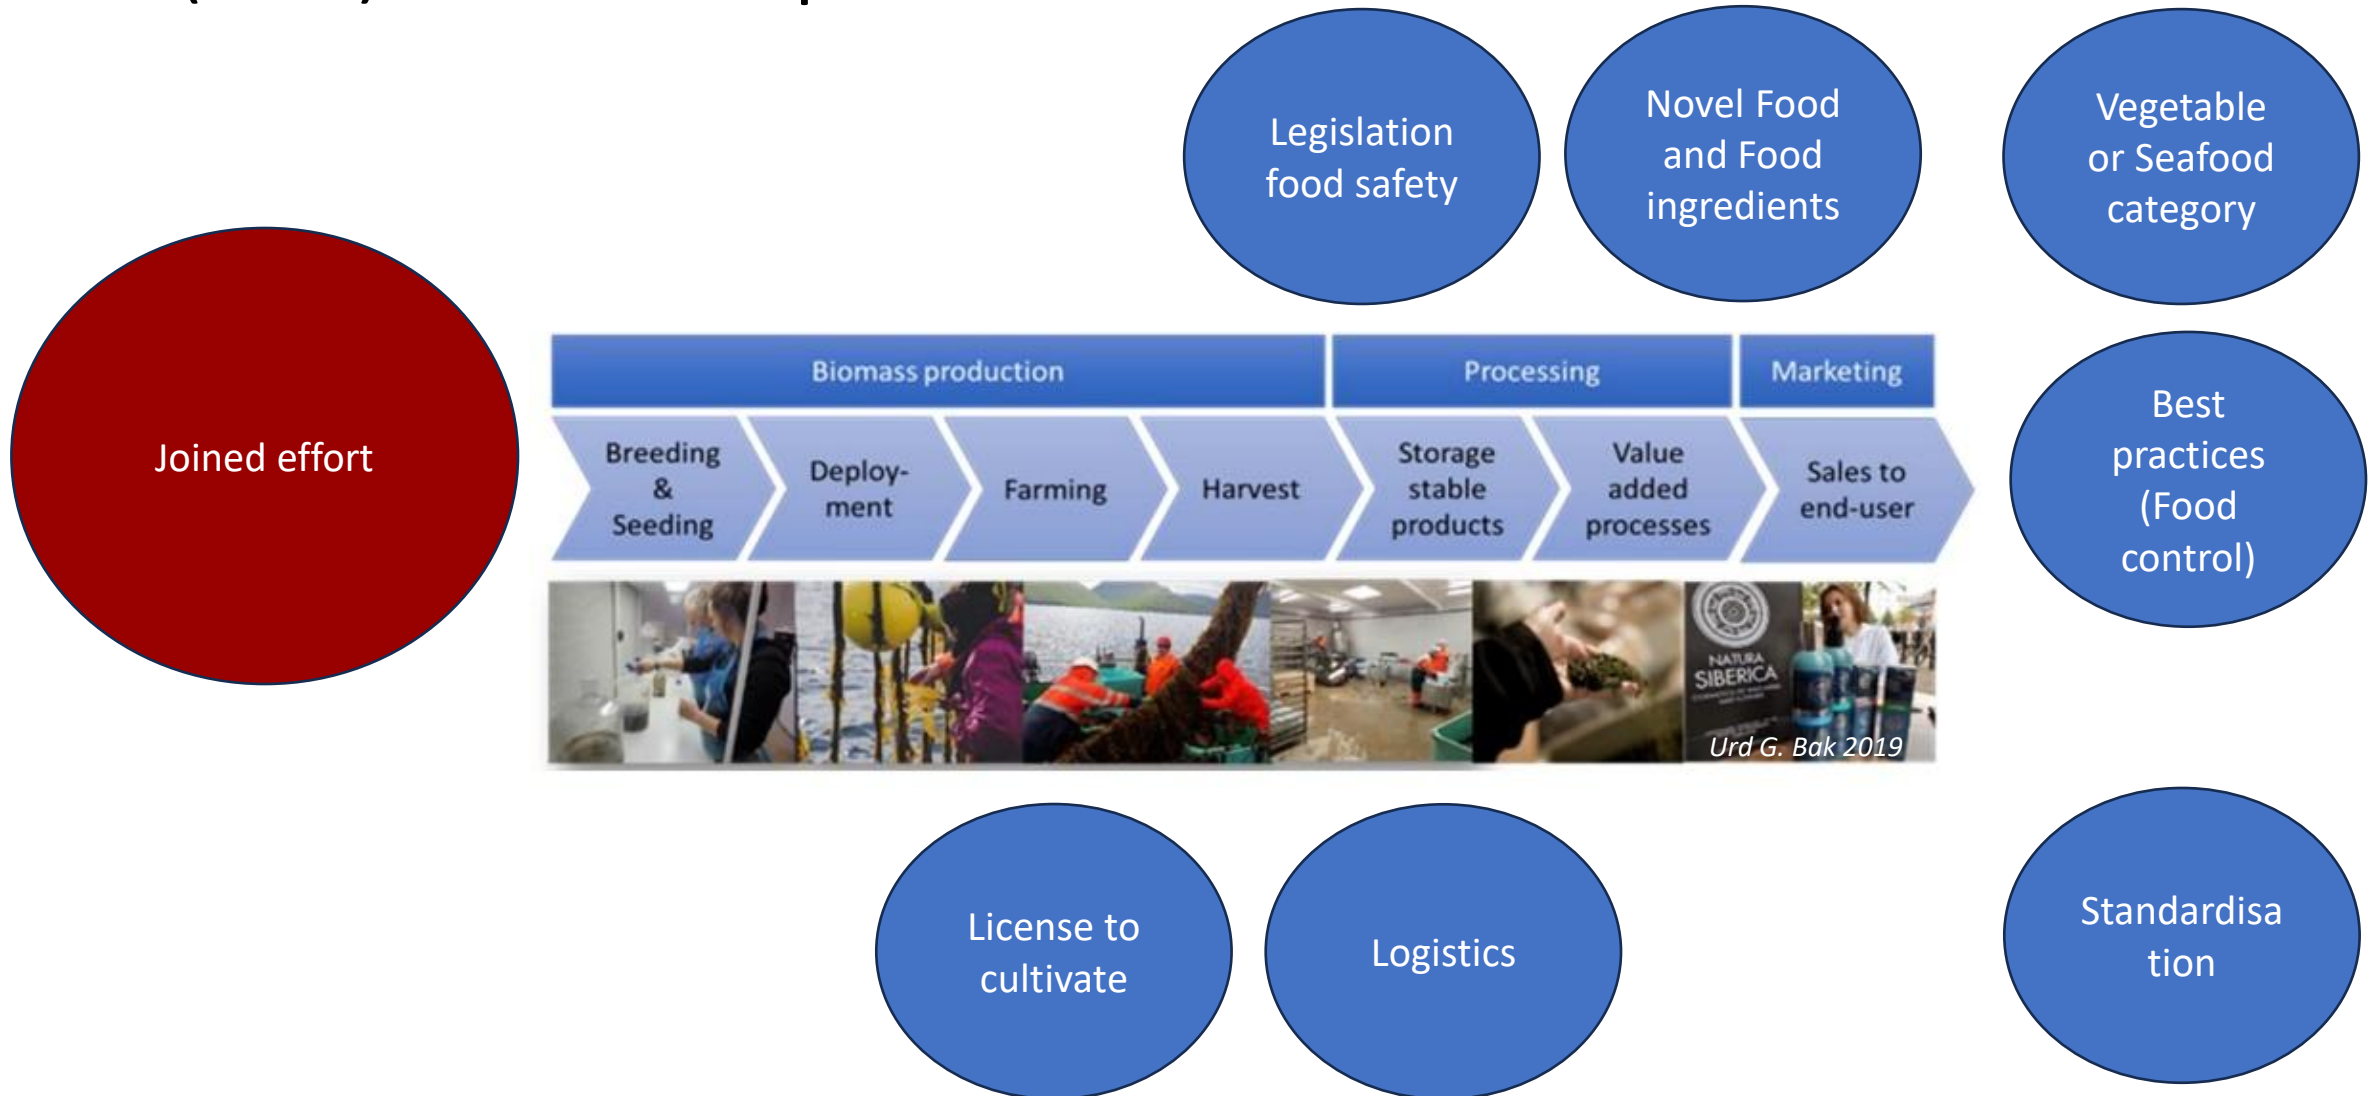 Legislation
food safety
Novel Food
and Food
ingredients
Vegetable
or Seafood
category
Joined effort
Biomass production
Processing
Marketing
Breeding
&
Seeding
Deploy-
ment
Farming
Harvest
Storage
stable
products
Value
added
processes
Sales to
end-user
Best
practices
(Food
control)
NATURA
SIBERICA
Urd G. Bak 2019
License to
cultivate
Logistics
Standardisa
tion